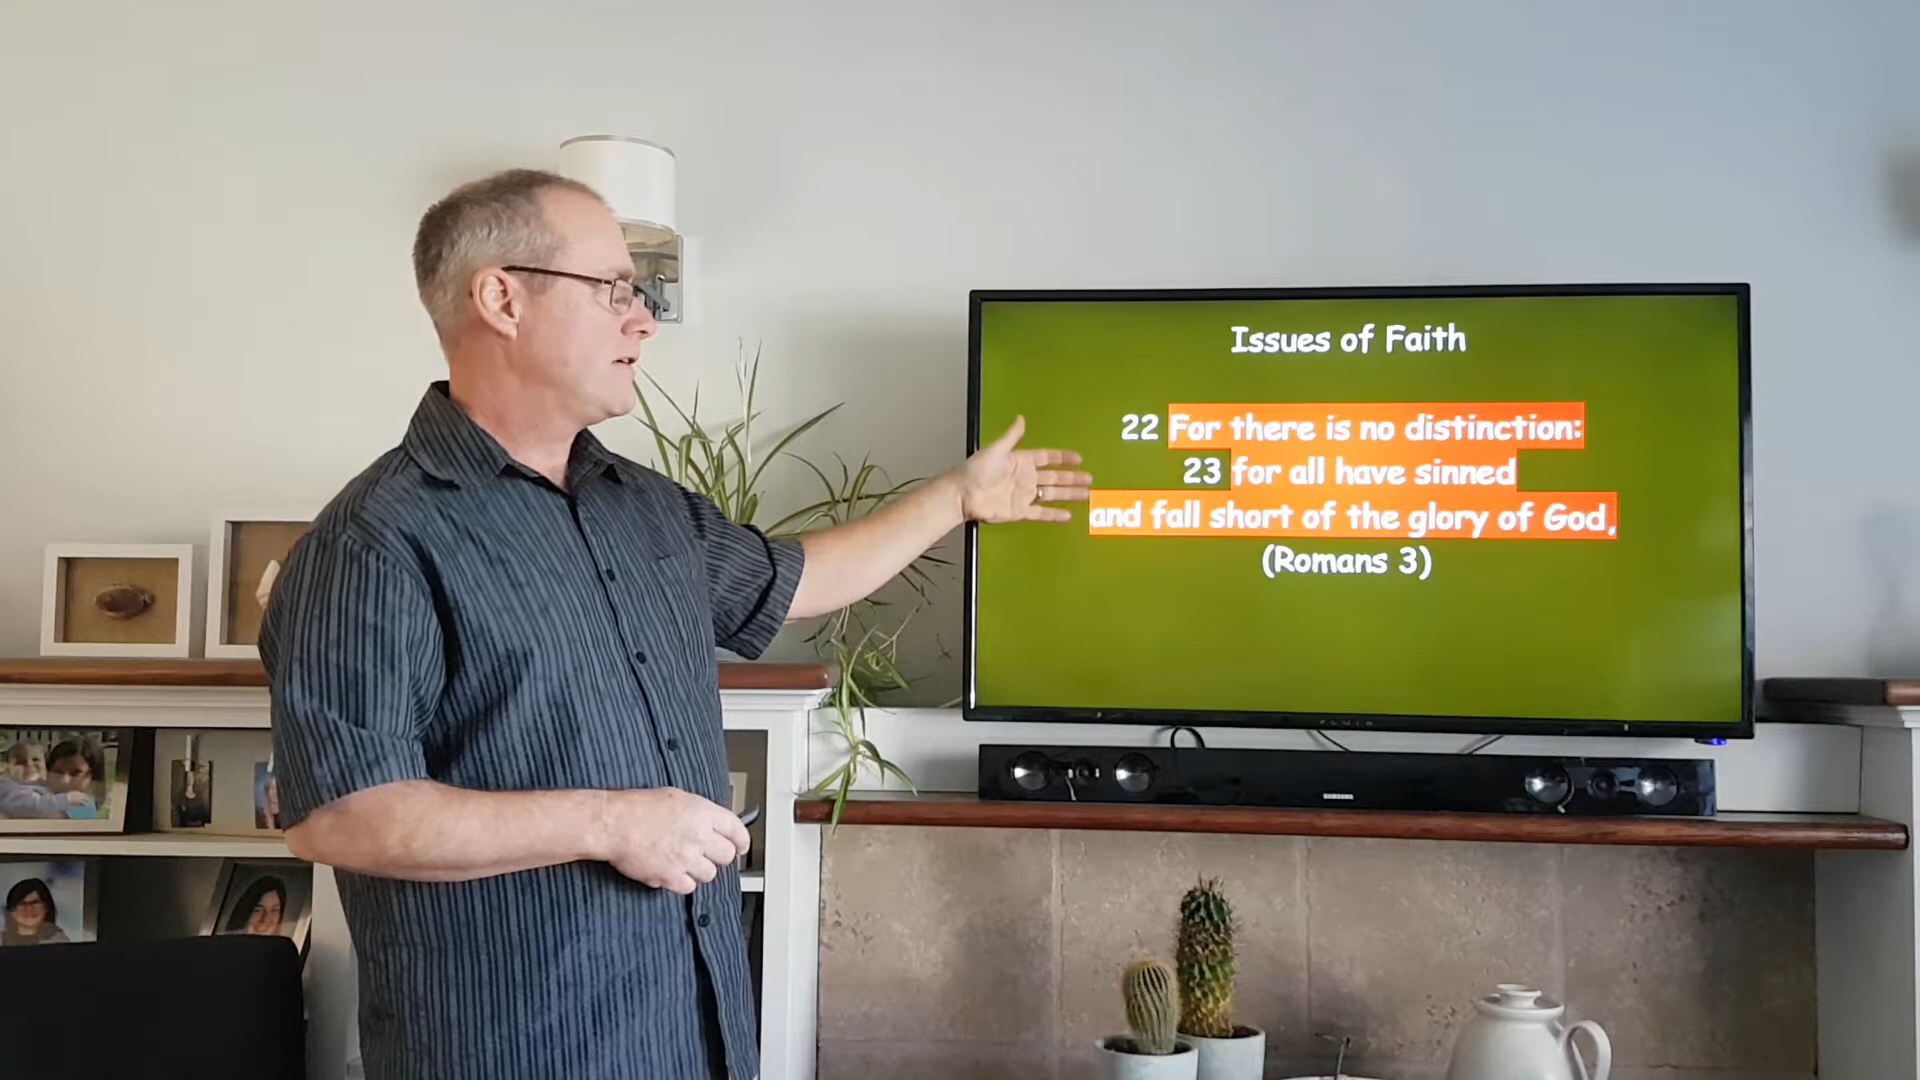 Issues of Faith
22 For there is no distinction:
23 for all have sinned
and fall short of the glory of God,
(Romans 3)
SAMSUNG